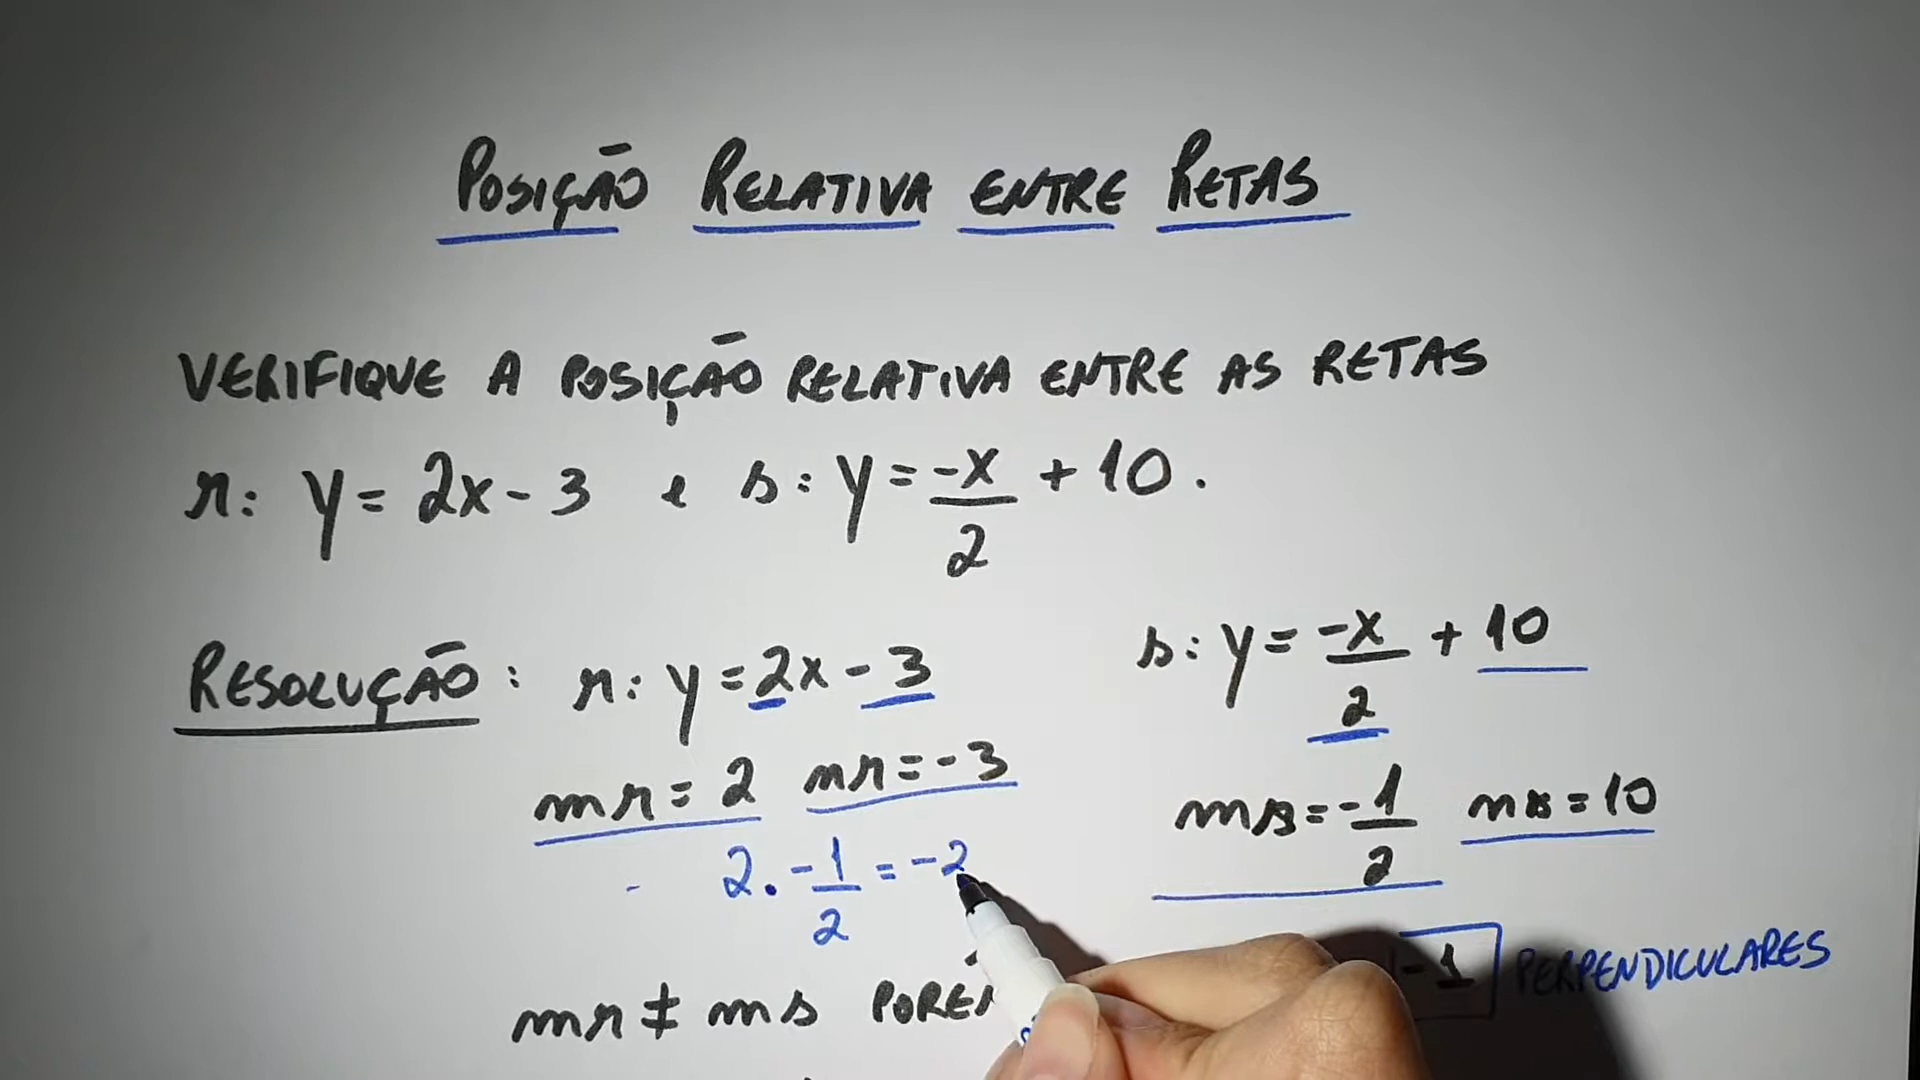 POSIÇÃO RELATIVA ENTRE RETAS
VERIFIQUE A POSIÇÃO RELATIVA ENTRE AS RETAS
r: y = 2x - 3 e s: y = -x/2 + 10.
RESOLUÇÃO: r: y = 2x - 3
s: y = -x/2 + 10
mr = 2 nr = -3
ms = -1/2 ns = 10
2 . -1/2 = -2
mr ≠ ms
-1 PERPENDICULARES